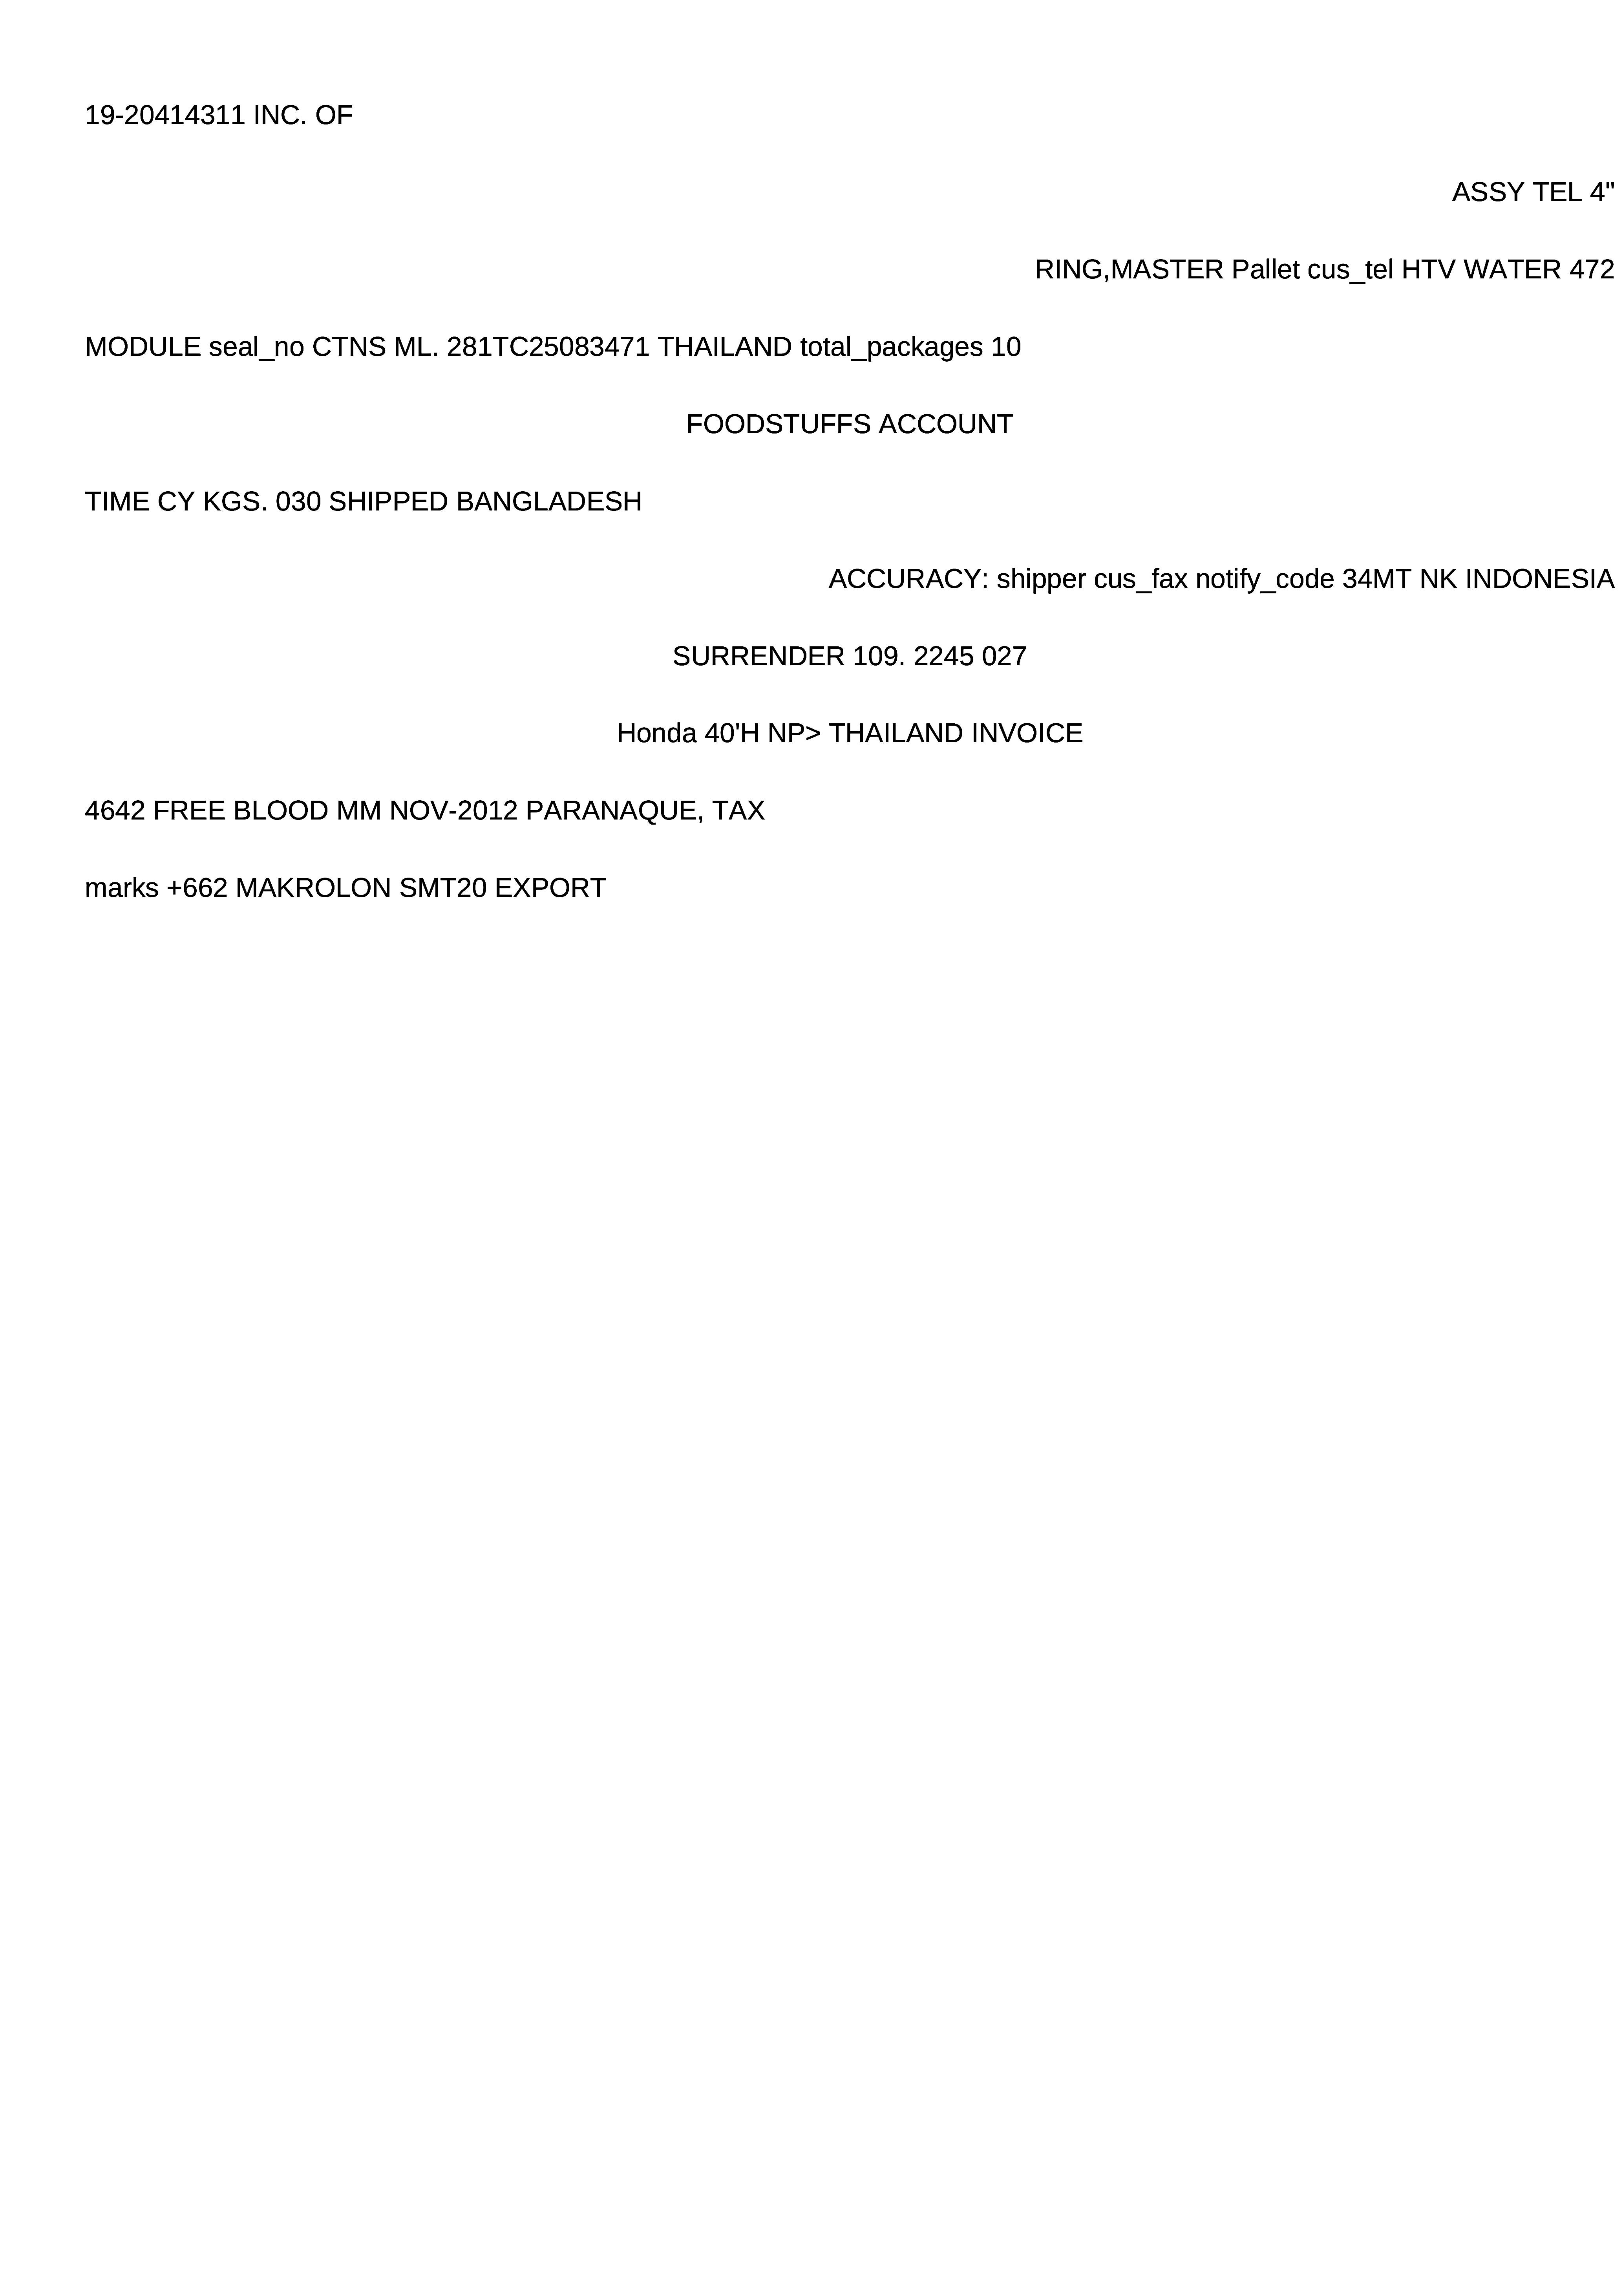 19-20414311 INC. OF
ASSY TEL 4"
RING,MASTER Pallet cus_tel HTV WATER 472
MODULE seal_no CTNS ML. 281TC25083471 THAILAND total_packages 10
FOODSTUFFS ACCOUNT
TIME CY KGS. 030 SHIPPED BANGLADESH
ACCURACY: shipper cus_fax notify_code 34MT NK INDONESIA
SURRENDER 109. 2245 027
Honda 40'H NP> THAILAND INVOICE
4642 FREE BLOOD MM NOV-2012 PARANAQUE, TAX
marks +662 MAKROLON SMT20 EXPORT